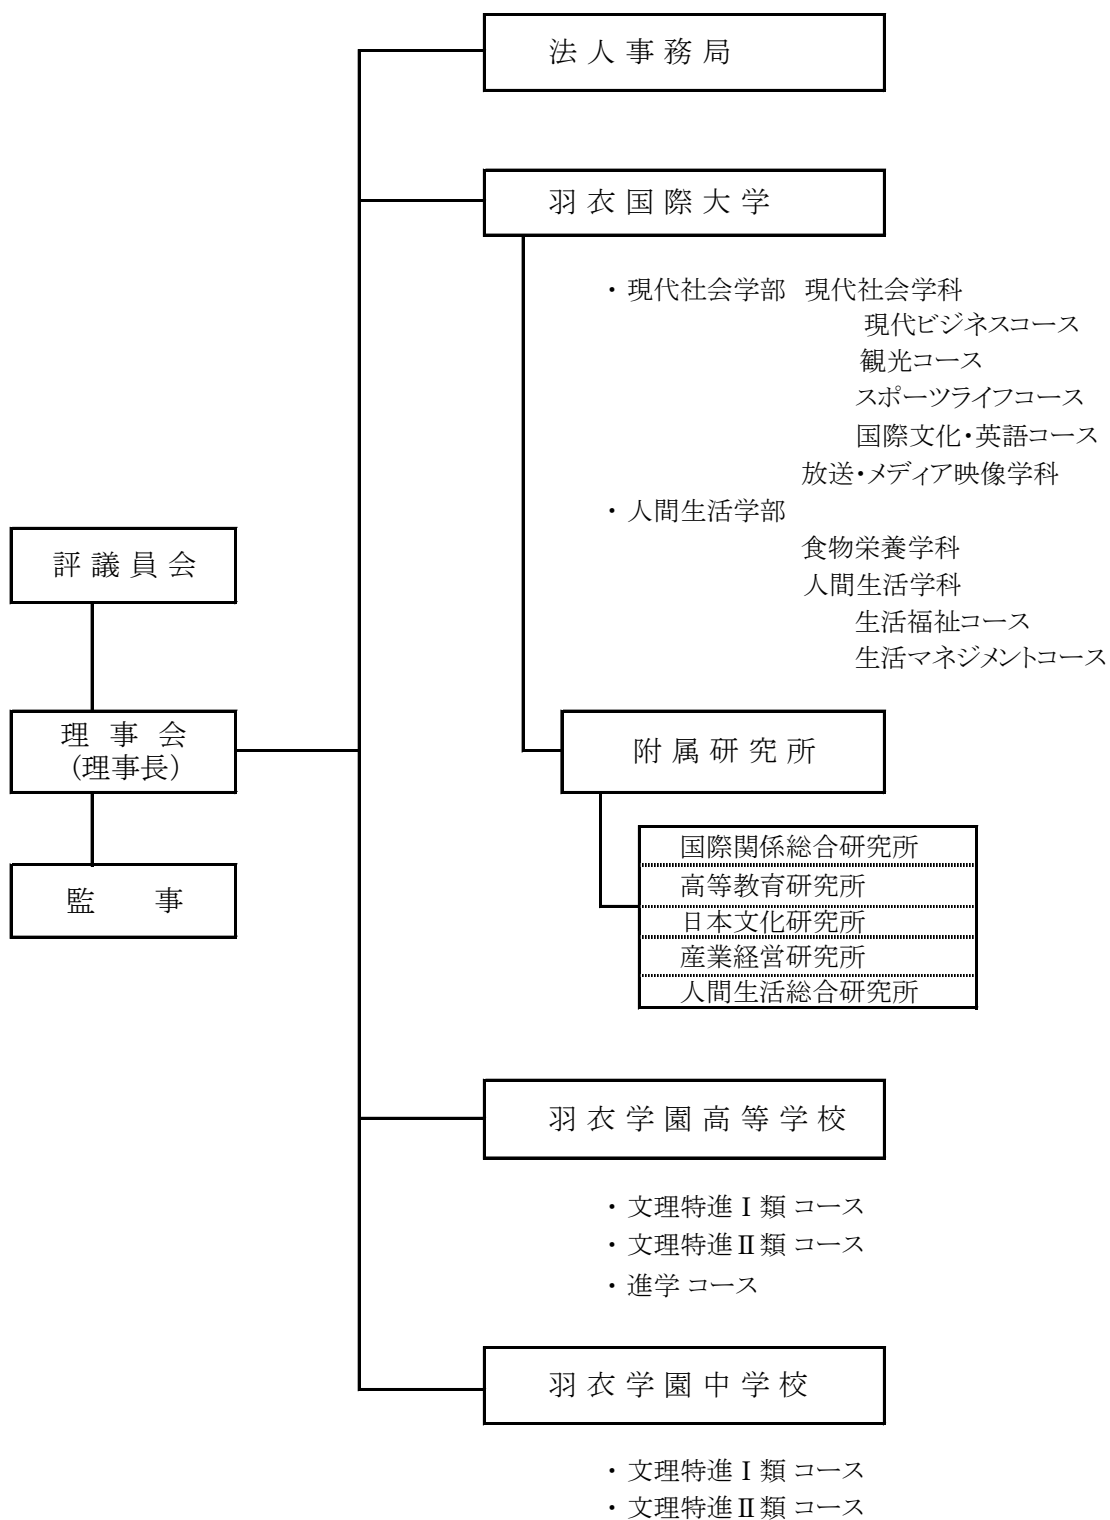 法人事務局
羽衣国際大学
・現代社会学部 現代社会学科
現代ビジネスコース
観光コース
スポーツライフコース
国際文化・英語コース
放送・メディア映像学科
・人間生活学部
食物栄養学科
人間生活学科
生活福祉コース
生活マネジメントコース
評議員会
理事会
(理事長)
監事
附属研究所
国際関係総合研究所
高等教育研究所
日本文化研究所
産業経営研究所
人間生活総合研究所
羽衣学園高等学校
・文理特進Ⅰ類 コース
・文理特進Ⅱ類 コース
・進学 コース
羽衣学園中学校
・文理特進Ⅰ類 コース
・文理特進Ⅱ類 コース